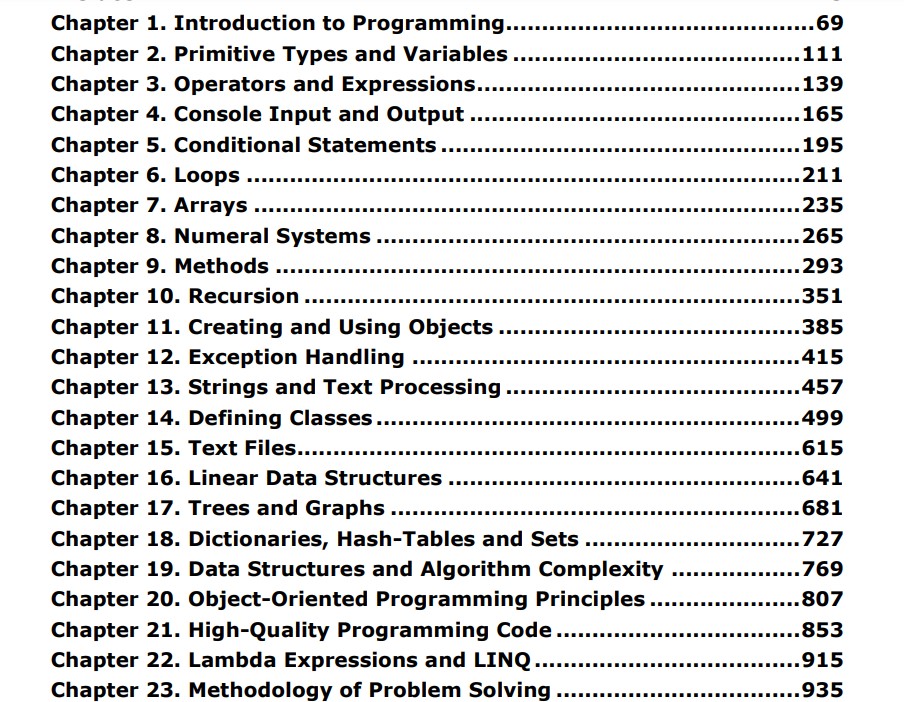 Chapter 1. Introduction to Programming...........................................69
Chapter 2. Primitive Types and Variables ........................................111
Chapter 3. Operators and Expressions.............................................139
Chapter 4. Console Input and Output ..............................................165
Chapter 5. Conditional Statements ..................................................195
Chapter 6. Loops .............................................................................211
Chapter 7. Arrays ............................................................................235
Chapter 8. Numeral Systems ...........................................................265
Chapter 9. Methods .........................................................................293
Chapter 10. Recursion .....................................................................351
Chapter 11. Creating and Using Objects ..........................................385
Chapter 12. Exception Handling ......................................................415
Chapter 13. Strings and Text Processing .........................................457
Chapter 14. Defining Classes ...........................................................499
Chapter 15. Text Files......................................................................615
Chapter 16. Linear Data Structures .................................................641
Chapter 17. Trees and Graphs .........................................................681
Chapter 18. Dictionaries, Hash-Tables and Sets ..............................727
Chapter 19. Data Structures and Algorithm Complexity ..................769
Chapter 20. Object-Oriented Programming Principles .....................807
Chapter 21. High-Quality Programming Code ..................................853
Chapter 22. Lambda Expressions and LINQ.....................................915
Chapter 23. Methodology of Problem Solving ..................................935